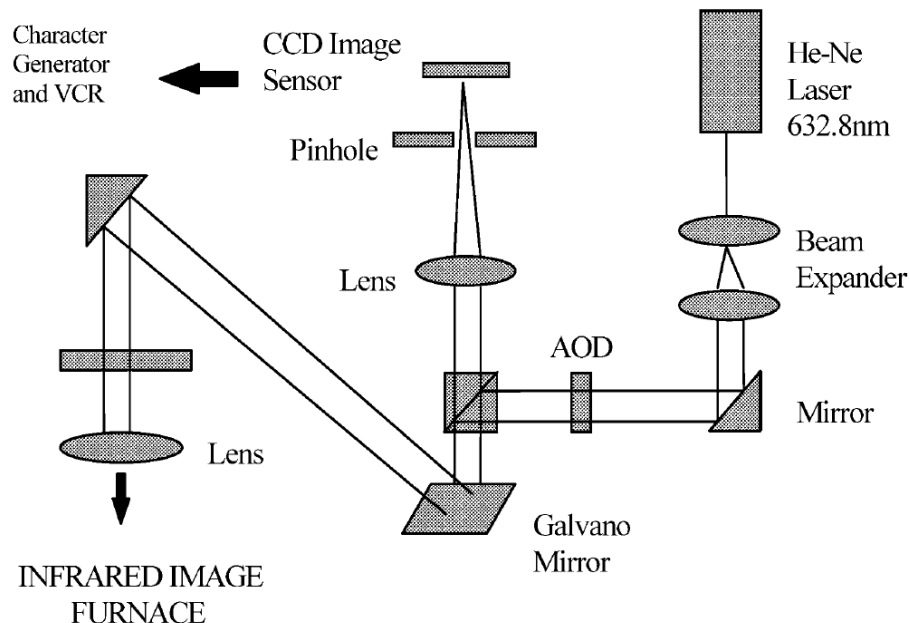 Character
Generator
and VCR
CCD Image
Sensor
He-Ne
Laser
632.8nm
Pinhole
Beam
Expander
Lens
AOD
Mirror
Lens
Galvano
Mirror
INFRARED IMAGE
FURNACE